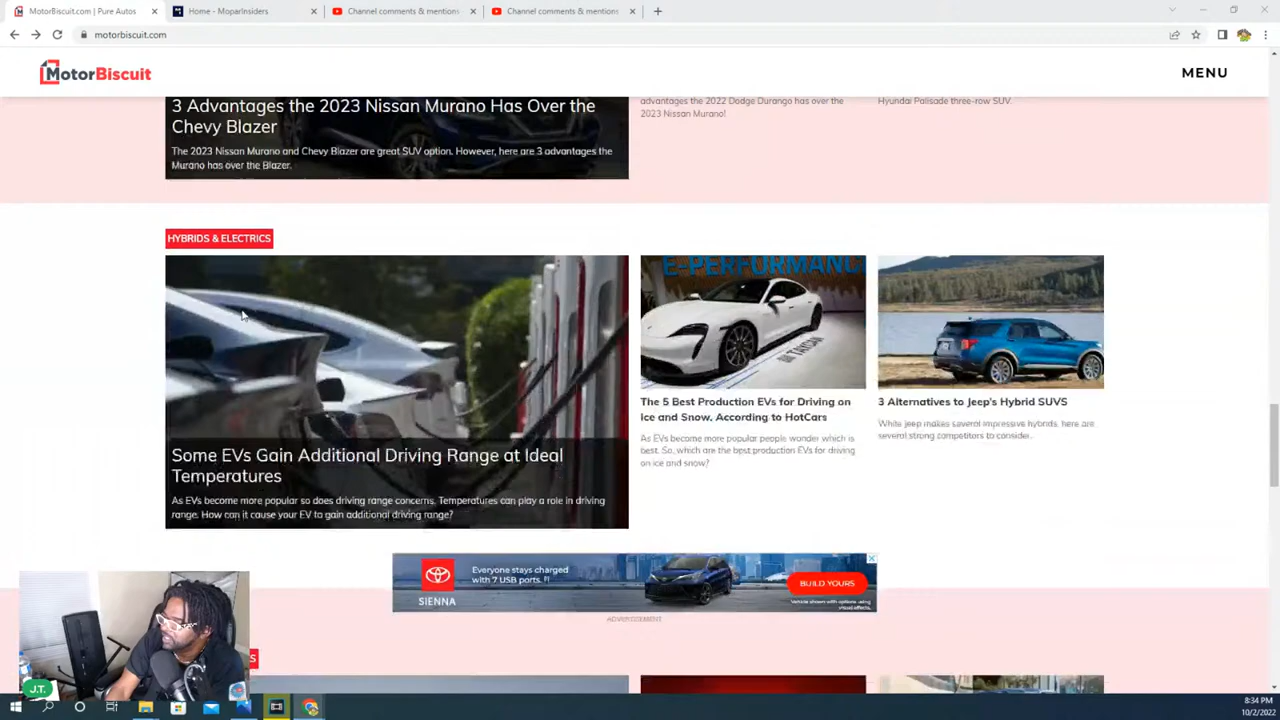 MotorBiscuit.com | Pure Autos
Home - MoparInsiders
Channel comments & mentions
Channel comments & mentions
motorbiscuit.com
MotorBiscuit
MENU
3 Advantages the 2023 Nissan Murano Has Over the
Chevy Blazer
The 2023 Nissan Murano and Chevy Blazer are great SUV option. However, here are 3 advantages the
Murano has over the Blazer.
advantages the 2022 Dodge Durango has over the
2023 Nissan Murano!
Hyundai Palisade three-row SUV.
HYBRIDS & ELECTRICS
Some EVs Gain Additional Driving Range at Ideal
Temperatures
As EVs become more popular so does driving range concerns. Temperatures can play a role in driving
range. How can it cause your EV to gain additional driving range?
E-PERFORMANCE
TAYCAN
The 5 Best Production EVs for Driving on
Ice and Snow, According to HotCars
As EVs become more popular people wonder which is
best. So, which are the best production EVs for driving
on ice and snow?
3 Alternatives to Jeep's Hybrid SUVS
While jeep makes several impressive hybrids, here are
several strong competitors to consider.
SIENNA
Everyone stays charged
with 7 USB ports.
BUILD YOURS
Vehicle shown with options using
visual effects.
ADVERTISEMENT
S
J.T.
8:34 PM
10/2/2022